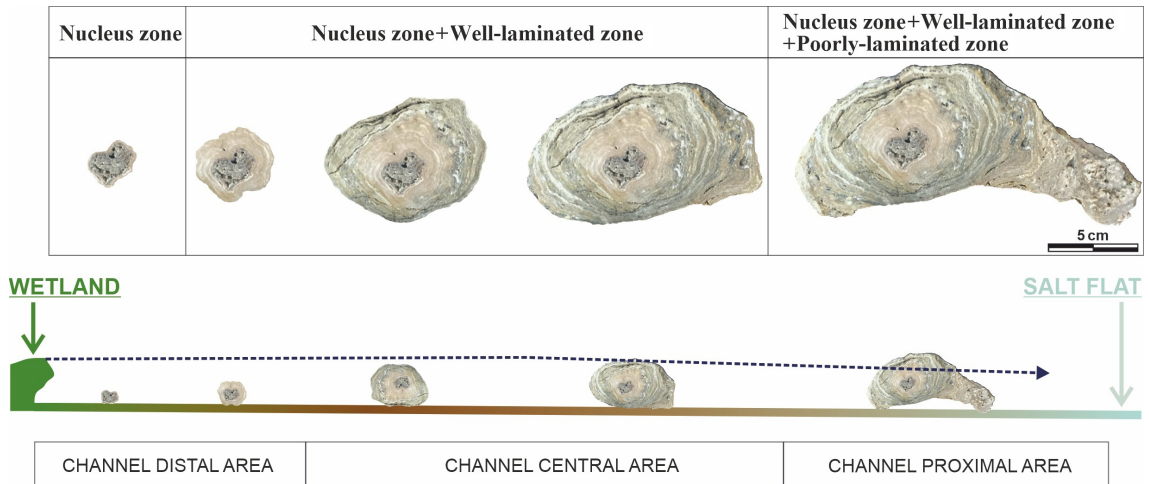 Nucleus zone
Nucleus zone+Well-laminated zone
Nucleus zone+Well-laminated zone
+Poorly-laminated zone
5 cm
WETLAND
SALT FLAT
CHANNEL DISTAL AREA
CHANNEL CENTRAL AREA
CHANNEL PROXIMAL AREA